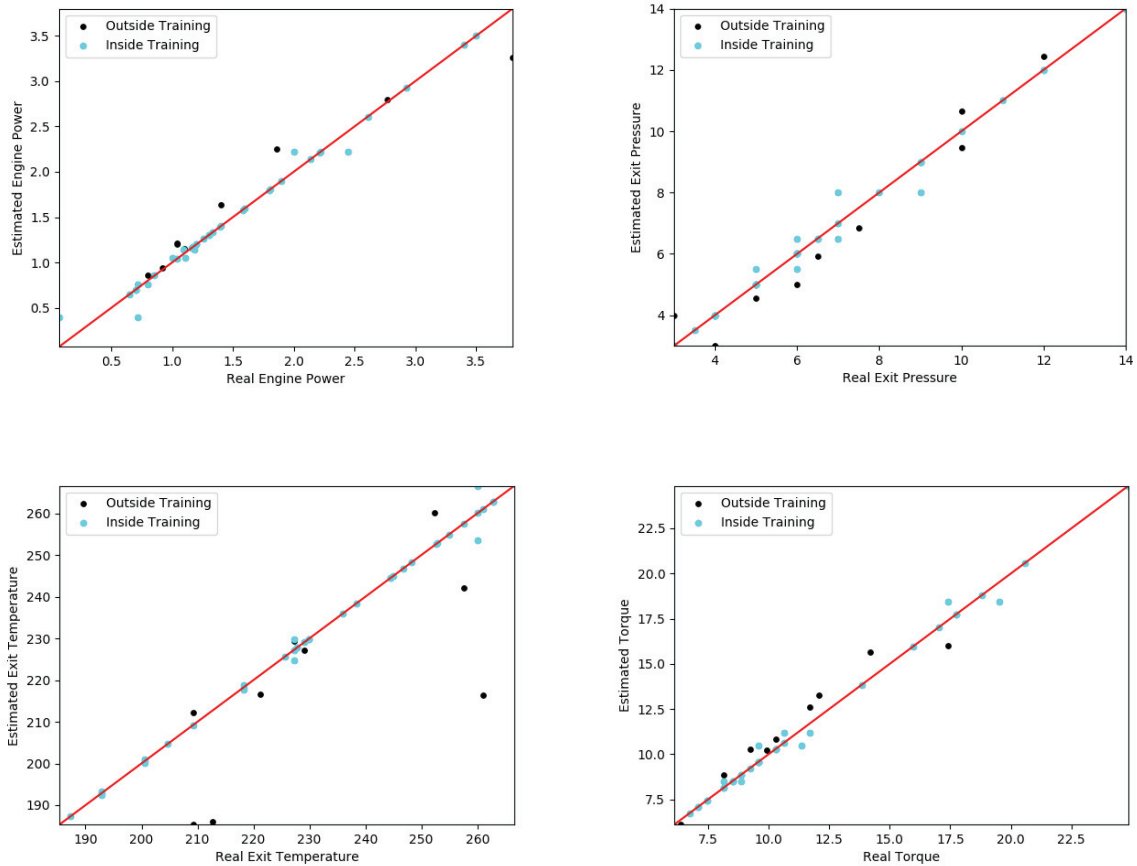 Outside Training
Inside Training
Estimated Engine Power
3.5
3.0
2.5
2.0
1.5
1.0
0.5
0.5 1.0 1.5 2.0 2.5 3.0 3.5
Real Engine Power
Outside Training
Inside Training
Estimated Exit Pressure
14
12
10
8
6
4
4 6 8 10 12 14
Real Exit Pressure
Outside Training
Inside Training
Estimated Exit Temperature
260
250
240
230
220
210
200
190
190 200 210 220 230 240 250 260
Real Exit Temperature
Outside Training
Inside Training
Estimated Torque
22.5
20.0
17.5
15.0
12.5
10.0
7.5
7.5 10.0 12.5 15.0 17.5 20.0 22.5
Real Torque